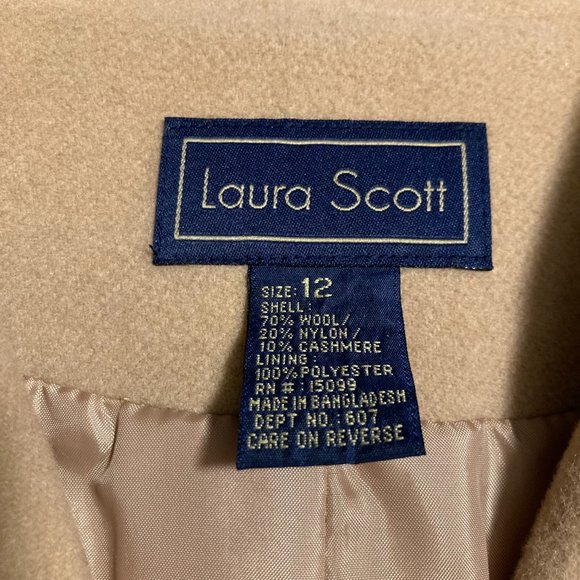 Laura Scott
SIZE: 12
SHELL:
70% WOOL/
20% NYLON/
10% CASHMERE
LINING:
100% POLYESTER
RN #: 15099
MADE IN BANGLADESH
DEPT NO.: 607
CARE ON REVERSE